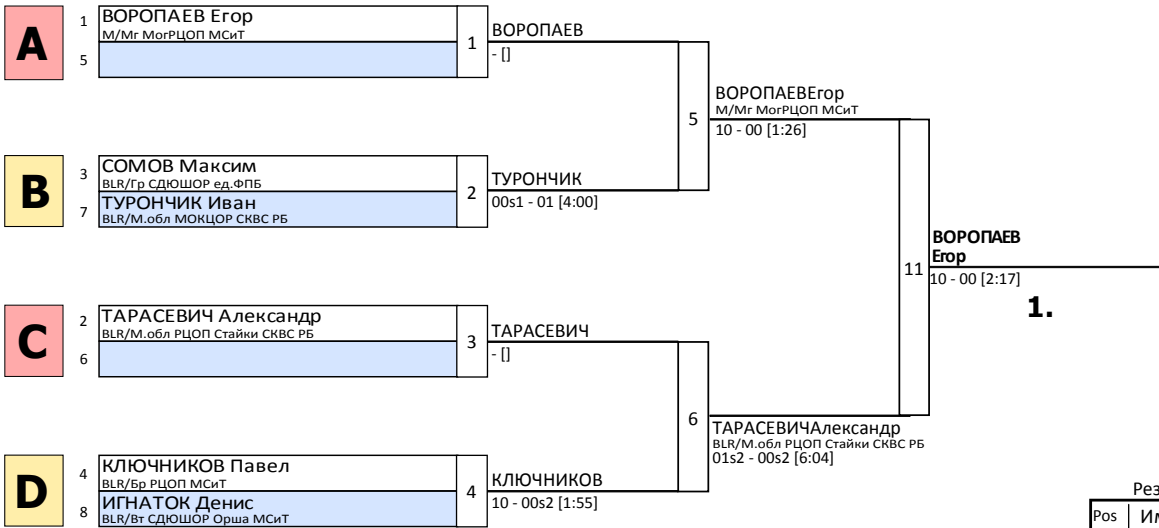 A
1
ВОРОПАЕВ Егор
М/Мг МогРЦОП МСиТ
5
1
ВОРОПАЕВ
- []
B
3
СОМОВ Максим
BLR/Гр СДЮШОР ед.ФПБ
7
ТУРОНЧИК Иван
BLR/М.обл МОКЦОР СКВС РБ
2
ТУРОНЧИК
00s1 - 01 [4:00]
5
ВОРОПАЕВЕгор
М/Мг МогРЦОП МСиТ
10 - 00 [1:26]
C
2
ТАРАСЕВИЧ Александр
BLR/М.обл РЦОП Стайки СКВС РБ
6
3
ТАРАСЕВИЧ
- []
D
4
КЛЮЧНИКОВ Павел
BLR/Бр РЦОП МСиТ
8
ИГНАТОК Денис
BLR/Вт СДЮШОР Орша МСиТ
4
КЛЮЧНИКОВ
10 - 00s2 [1:55]
6
ТАРАСЕВИЧАлександр
BLR/М.обл РЦОП Стайки СКВС РБ
01s2 - 00s2 [6:04]
11
ВОРОПАЕВ
Егор
10 - 00 [2:17]
1.
Рез
Pos